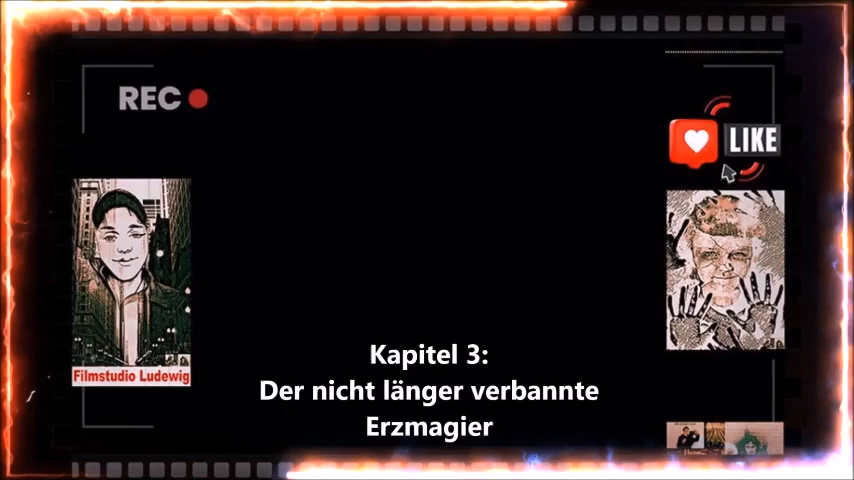 REC
LIKE
Filmstudio Ludewig
Kapitel 3:
Der nicht länger verbannte
Erzmagier